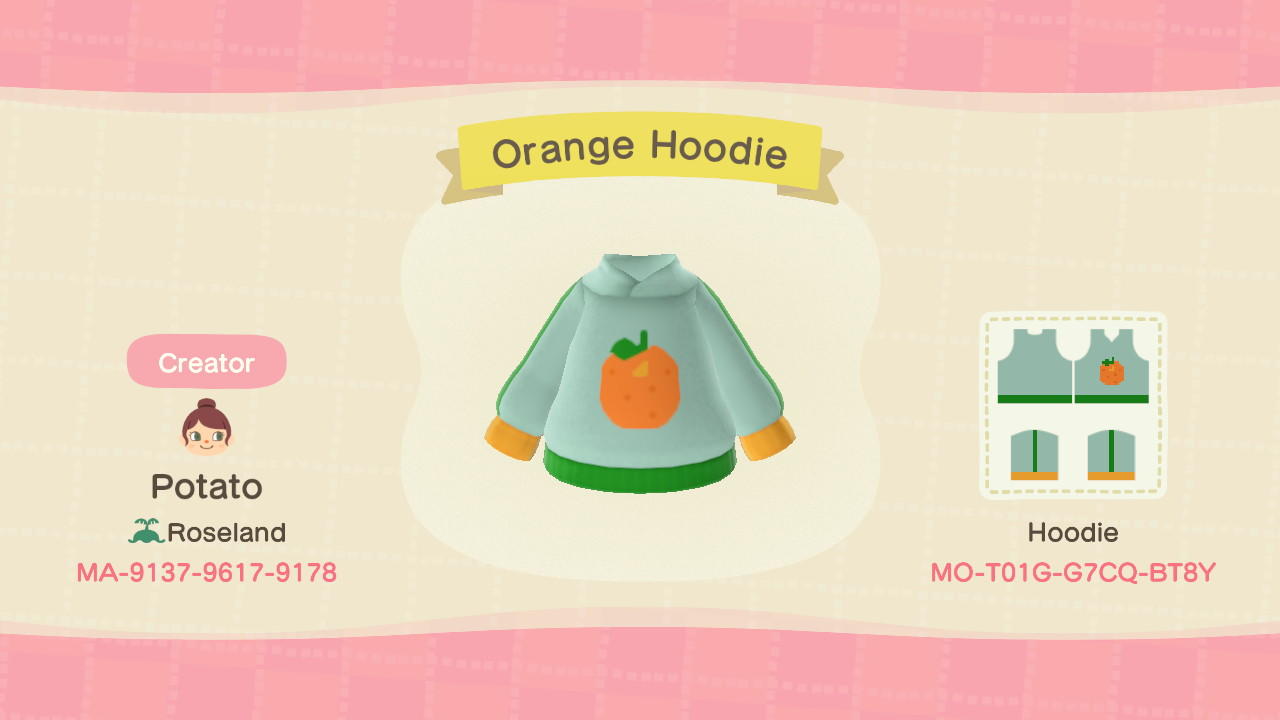 Orange Hoodie
Creator
Potato
Roseland
MA-9137-9617-9178
Hoodie
MO-T01G-G7CQ-BT8Y